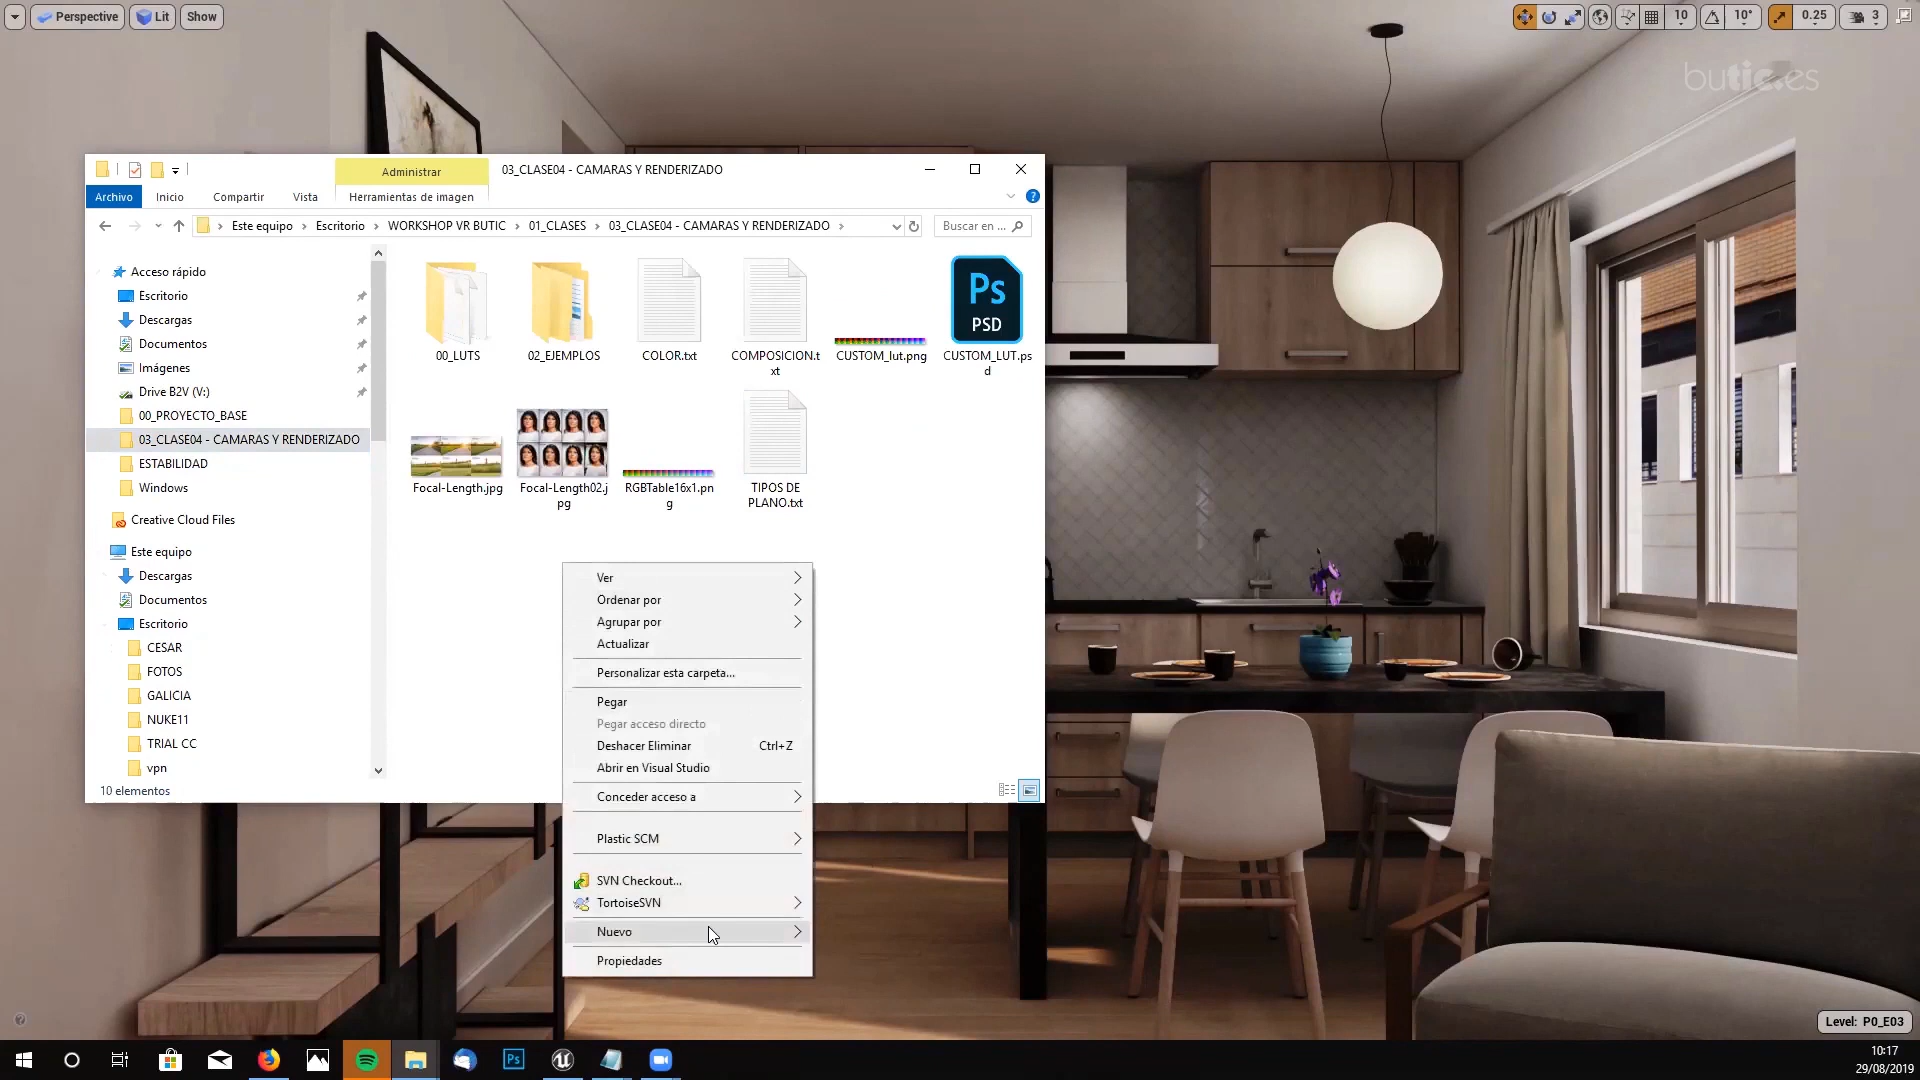 Perspective
Lit
Show
10
10°
0.25
3
butic.es
Administrar
03_CLASE04 - CAMARAS Y RENDERIZADO
Archivo
Inicio
Compartir
Vista
Herramientas de imagen
Este equipo
Escritorio
WORKSHOP VR BUTIC
01_CLASES
03_CLASE04 - CAMARAS Y RENDERIZADO
Buscar en ...
Acceso rápido
Escritorio
Descargas
Documentos
Imágenes
Drive B2V (V:)
00_PROYECTO_BASE
03_CLASE04 - CAMARAS Y RENDERIZADO
ESTABILIDAD
Windows
Creative Cloud Files
Este equipo
Descargas
Documentos
Escritorio
CESAR
FOTOS
GALICIA
NUKE11
TRIAL CC
vpn
10 elementos
Ps
PSD
00_LUTS
02_EJEMPLOS
COLOR.txt
COMPOSICION.t
xt
CUSTOM_lut.png
CUSTOM_LUT.ps
d
Focal-Length.jpg
Focal-Length02.j
pg
RGBTable16x1.pn
g
TIPOS DE
PLANO.txt
Ver
Ordenar por
Agrupar por
Actualizar
Personalizar esta carpeta...
Pegar
Pegar acceso directo
Deshacer Eliminar Ctrl+Z
Abrir en Visual Studio
Conceder acceso a
Plastic SCM
SVN Checkout...
TortoiseSVN
Nuevo
Propiedades
Level: P0_E03
Ps
10:17
29/08/2019